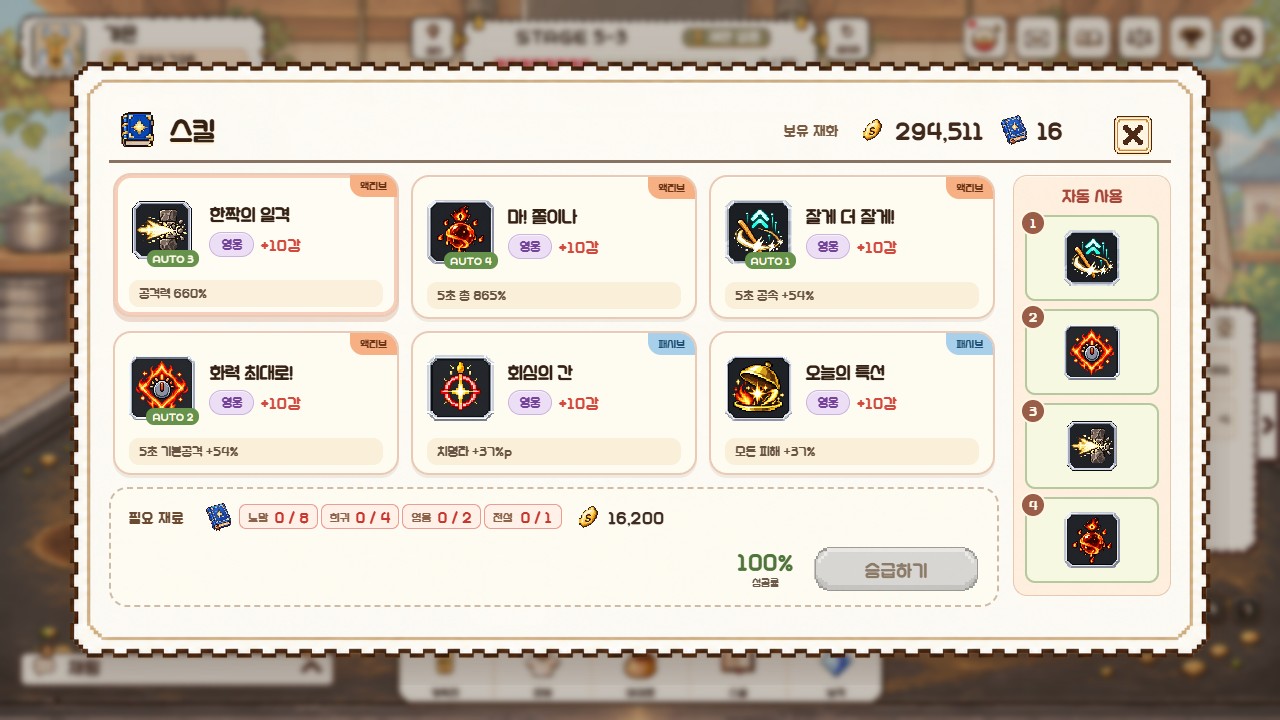 STAGE 5-3
스킬
보유 재화
294,511
16
액티브
한짝의 일격
영웅 +10강
AUTO 3
공격력 660%
액티브
마! 쫄이나
영웅 +10강
AUTO 4
5초 총 865%
액티브
잘게 더 잘게!
영웅 +10강
AUTO 1
5초 공속 +54%
액티브
화력 최대로!
영웅 +10강
AUTO 2
5초 기본공격 +54%
패시브
회심의 간
영웅 +10강
치명타 +37%p
패시브
오늘의 특선
영웅 +10강
모든 피해 +37%
자동 사용
1
2
3
4
필요 재료
노말 0 / 8
희귀 0 / 4
영웅 0 / 2
전설 0 / 1
16,200
100%
성공률
승급하기